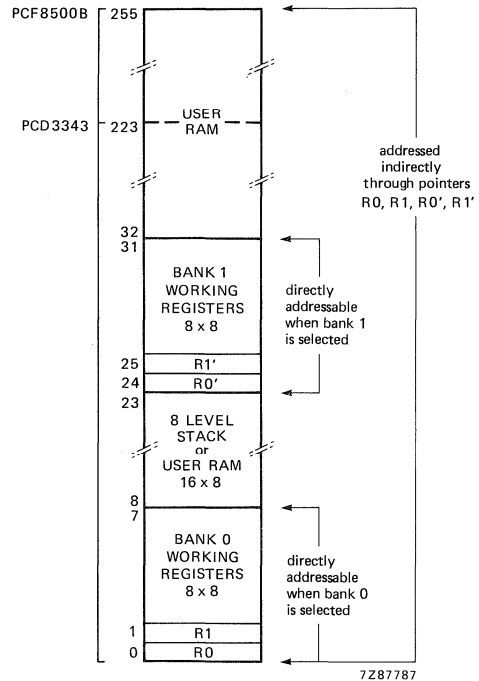 PCF8500B 255
PCD3343 223
USER
RAM
addressed
indirectly
through pointers
R0, R1, R0', R1'
32
31
BANK 1
WORKING
REGISTERS
8 x 8
directly
addressable
when bank 1
is selected
25 R1'
24 R0'
23
8 LEVEL
STACK
or
USER RAM
16 x 8
8
7
BANK 0
WORKING
REGISTERS
8 x 8
directly
addressable
when bank 0
is selected
1 R1
0 R0
7Z87787